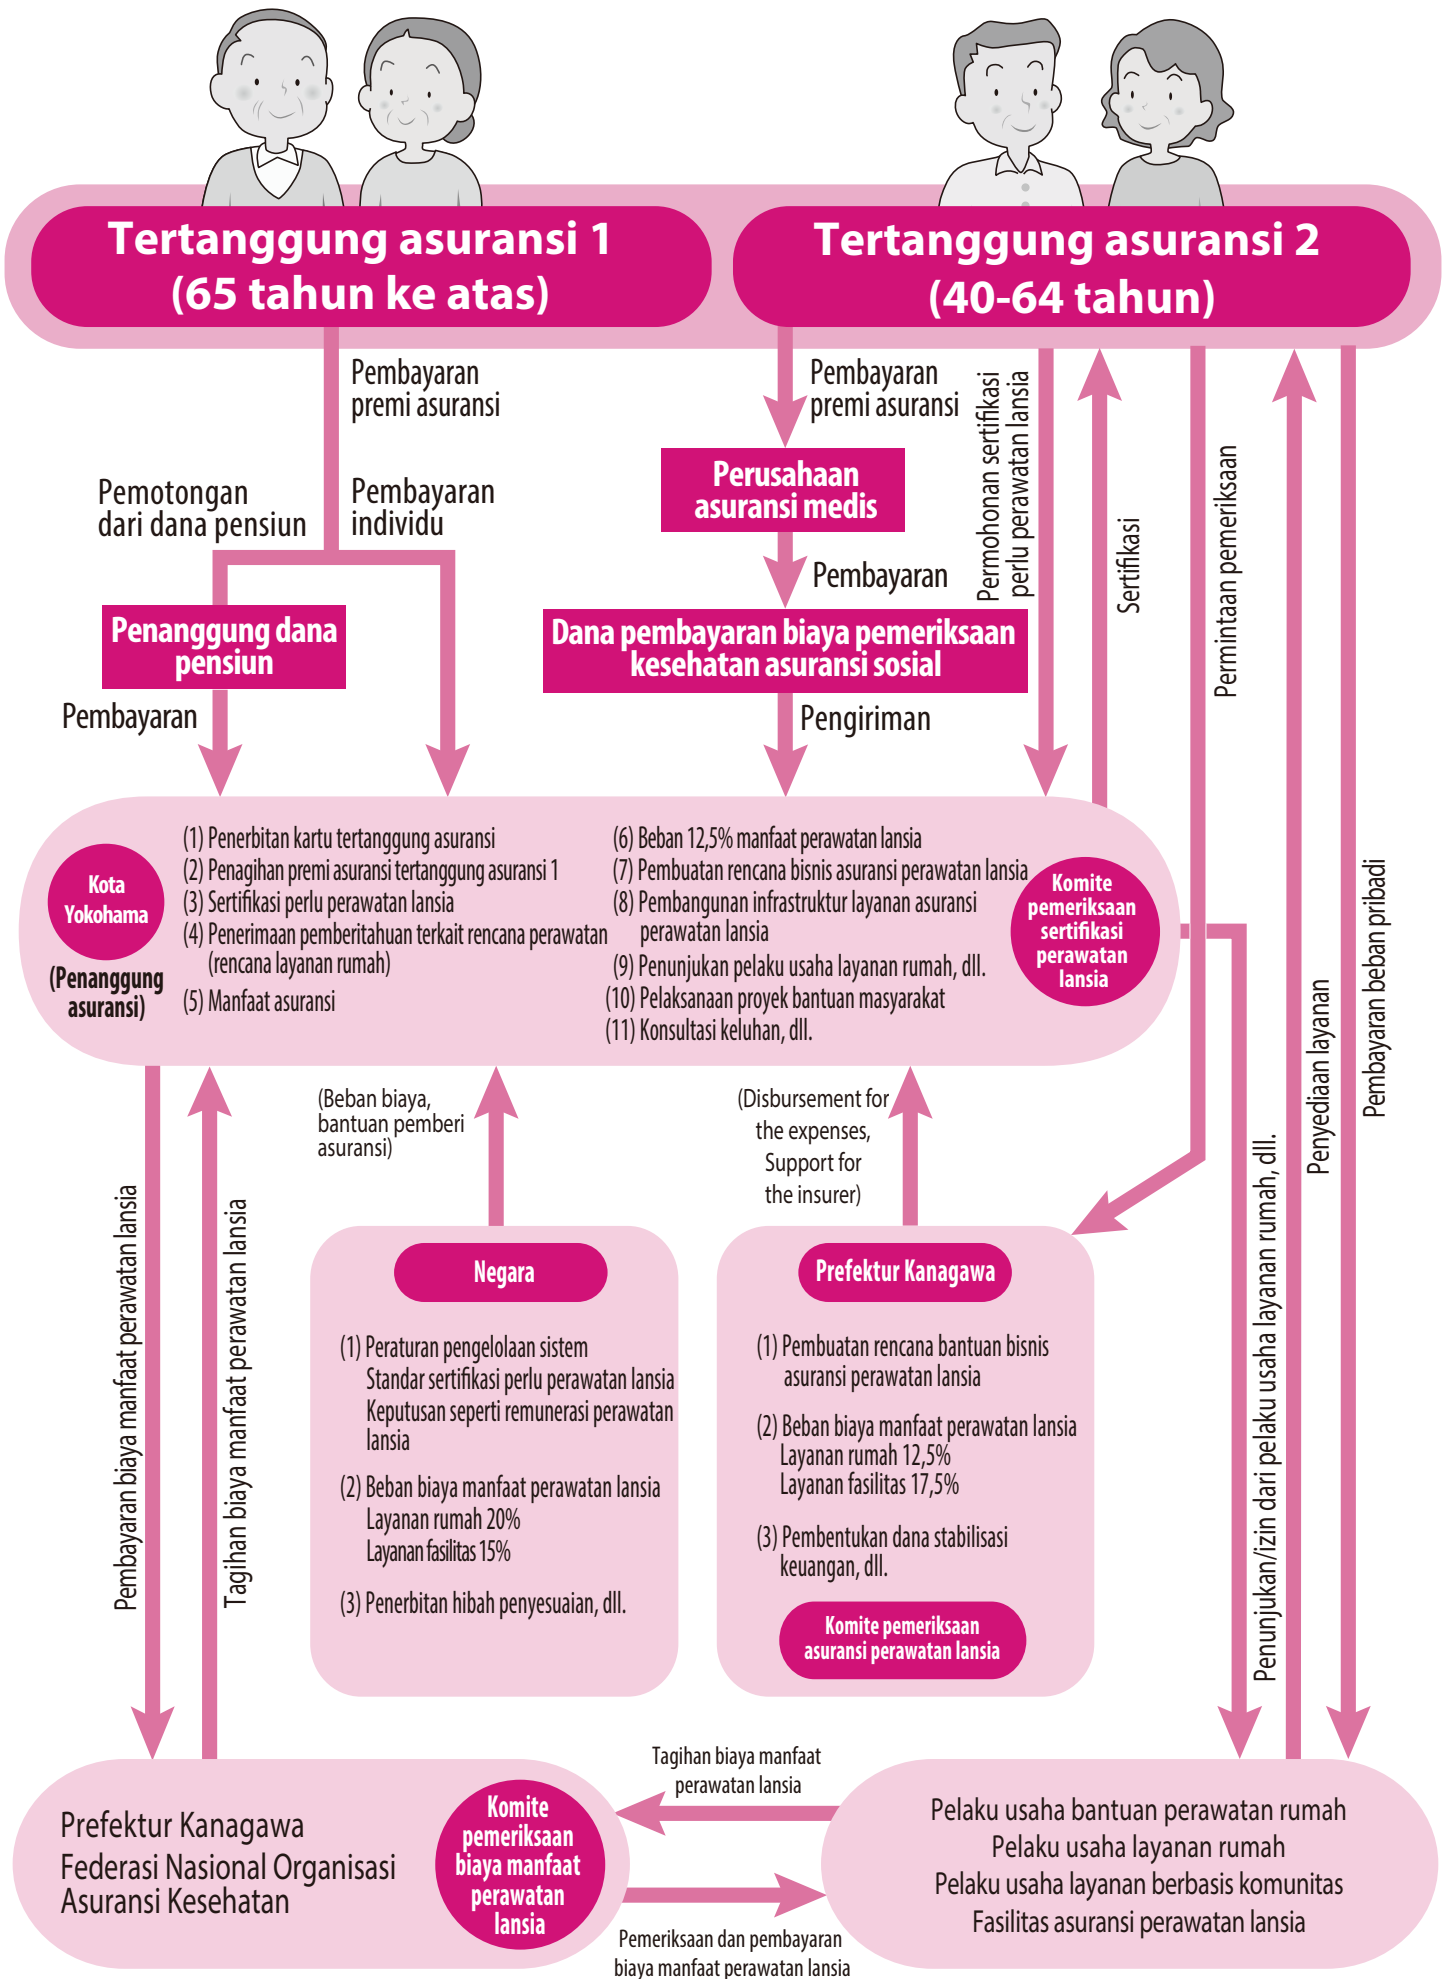 Tertanggung asuransi 1
(65 tahun ke atas)
Tertanggung asuransi 2
(40-64 tahun)
Pembayaran
premi asuransi
Pemotongan
dari dana pensiun
Pembayaran
individu
Penanggung dana
pensiun
Pembayaran
Pembayaran
premi asuransi
Perusahaan
asuransi medis
Pembayaran
Dana pembayaran biaya pemeriksaan
kesehatan asuransi sosial
Pengiriman
Permohonan sertifikasi
perlu perawatan lansia
Sertifikasi
Permintaan pemeriksaan
Penyediaan layanan
Pembayaran beban pribadi
Kota
Yokohama
(Penanggung
asuransi)
(1) Penerbitan kartu tertanggung asuransi
(2) Penagihan premi asuransi tertanggung asuransi 1
(3) Sertifikasi perlu perawatan lansia
(4) Penerimaan pemberitahuan terkait rencana perawatan
(rencana layanan rumah)
(5) Manfaat asuransi
(6) Beban 12,5% manfaat perawatan lansia
(7) Pembuatan rencana bisnis asuransi perawatan lansia
(8) Pembangunan infrastruktur layanan asuransi
perawatan lansia
(9) Penunjukan pelaku usaha layanan rumah, dll.
(10) Pelaksanaan proyek bantuan masyarakat
(11) Konsultasi keluhan, dll.
Komite
pemeriksaan
sertifikasi
perawatan
lansia
Pembayaran biaya manfaat perawatan lansia
Tagihan biaya manfaat perawatan lansia
(Beban biaya,
bantuan pemberi
asuransi)
(Disbursement for
the expenses,
Support for
the insurer)
Penunjukan/izin dari pelaku usaha layanan rumah, dll.
Negara
(1) Peraturan pengelolaan sistem
Standar sertifikasi perlu perawatan lansia
Keputusan seperti remunerasi perawatan
lansia
(2) Beban biaya manfaat perawatan lansia
Layanan rumah 20%
Layanan fasilitas 15%
(3) Penerbitan hibah penyesuaian, dll.
Prefektur Kanagawa
(1) Pembuatan rencana bantuan bisnis
asuransi perawatan lansia
(2) Beban biaya manfaat perawatan lansia
Layanan rumah 12,5%
Layanan fasilitas 17,5%
(3) Pembentukan dana stabilisasi
keuangan, dll.
Komite pemeriksaan
asuransi perawatan lansia
Prefektur Kanagawa
Federasi Nasional Organisasi
Asuransi Kesehatan
Komite
pemeriksaan
biaya manfaat
perawatan
lansia
Tagihan biaya manfaat
perawatan lansia
Pemeriksaan dan pembayaran
biaya manfaat perawatan lansia
Pelaku usaha bantuan perawatan rumah
Pelaku usaha layanan rumah
Pelaku usaha layanan berbasis komunitas
Fasilitas asuransi perawatan lansia